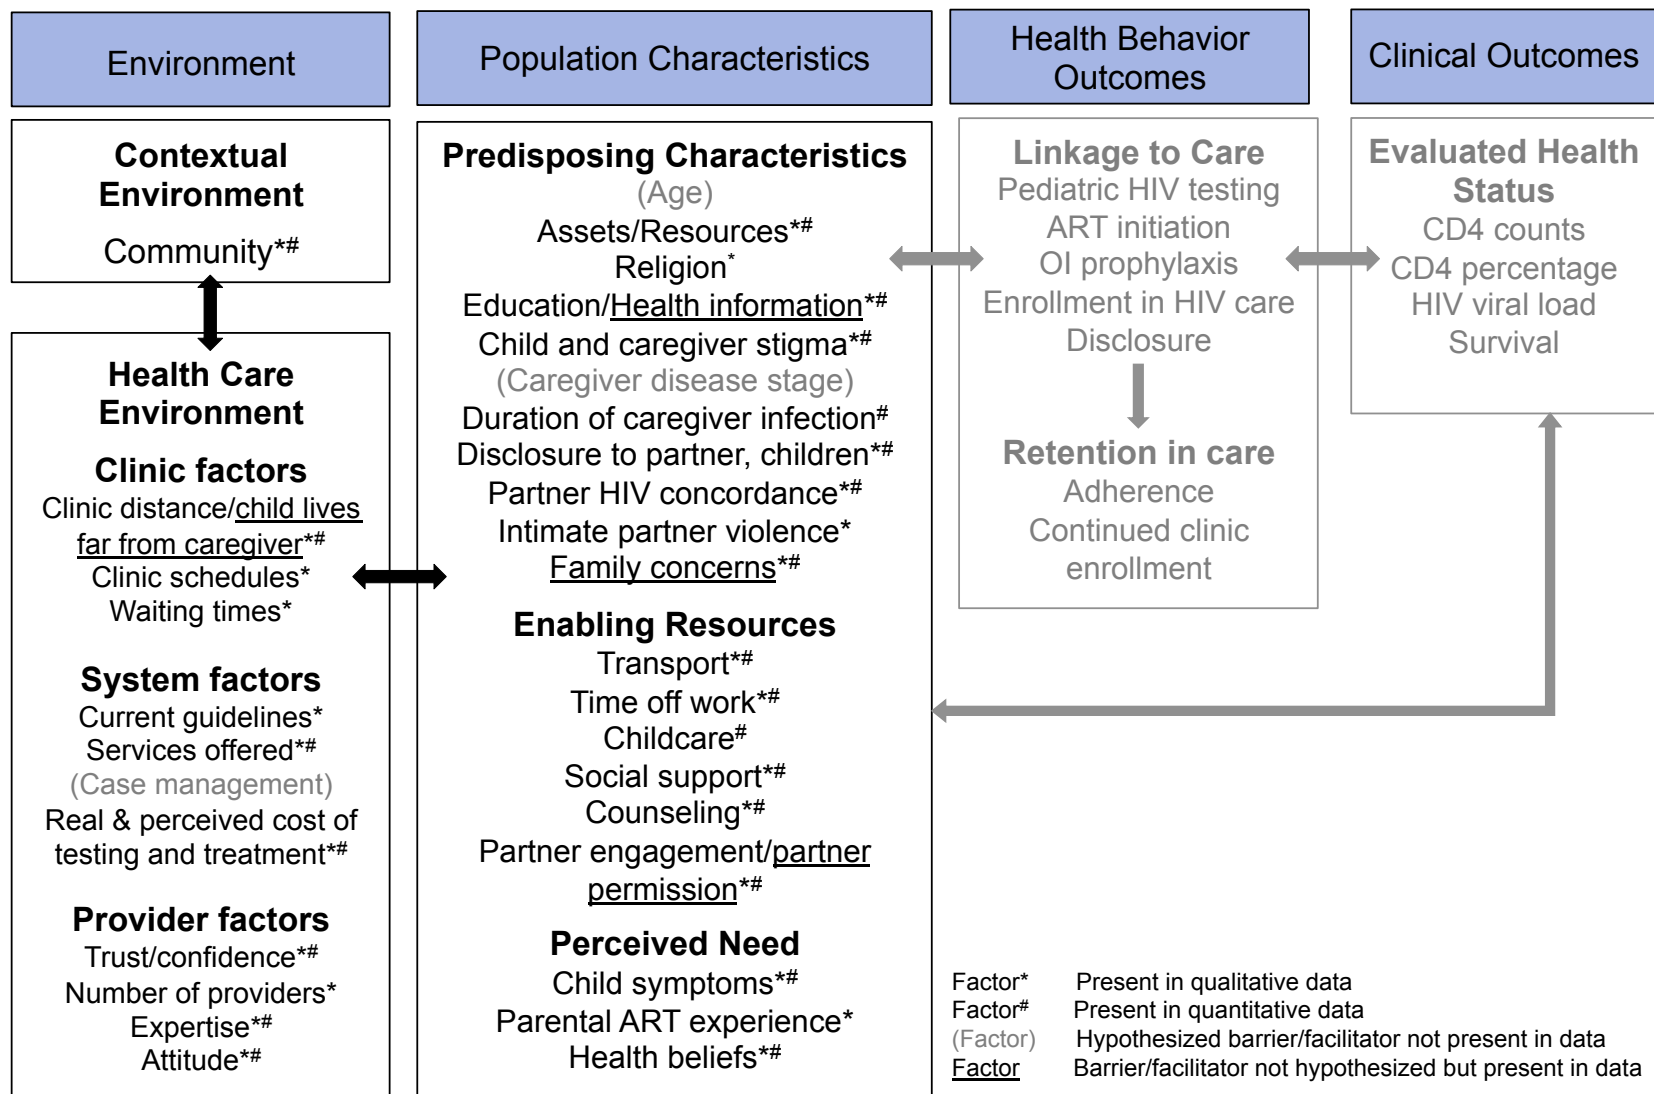 Environment
Contextual
Environment
Community*#
Health Care
Environment
Clinic factors
Clinic distance/child lives
far from caregiver*#
Clinic schedules*
Waiting times*
System factors
Current guidelines*
Services offered*#
(Case management)
Real & perceived cost of
testing and treatment*#
Provider factors
Trust/confidence*#
Number of providers*
Expertise*#
Attitude*#
Population Characteristics
Predisposing Characteristics
(Age)
Assets/Resources*#
Religion*
Education/Health information*#
Child and caregiver stigma*#
(Caregiver disease stage)
Duration of caregiver infection#
Disclosure to partner, children*#
Partner HIV concordance*#
Intimate partner violence*
Family concerns*#
Enabling Resources
Transport*#
Time off work*#
Childcare#
Social support*#
Counseling*#
Partner engagement/partner
permission*#
Perceived Need
Child symptoms*#
Parental ART experience*
Health beliefs*#
Health Behavior
Outcomes
Linkage to Care
Pediatric HIV testing
ART initiation
OI prophylaxis
Enrollment in HIV care
Disclosure
Retention in care
Adherence
Continued clinic
enrollment
Clinical Outcomes
Evaluated Health
Status
CD4 counts
CD4 percentage
HIV viral load
Survival
Factor* Present in qualitative data
Factor# Present in quantitative data
(Factor) Hypothesized barrier/facilitator not present in data
Factor Barrier/facilitator not hypothesized but present in data